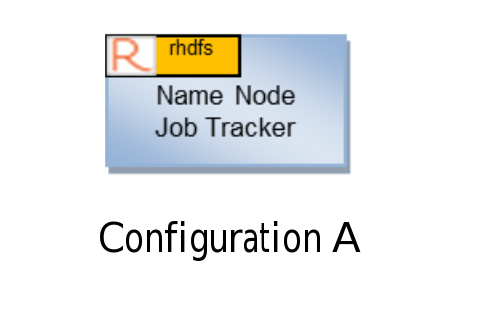 R rhdfs
Name Node
Job Tracker
Configuration A